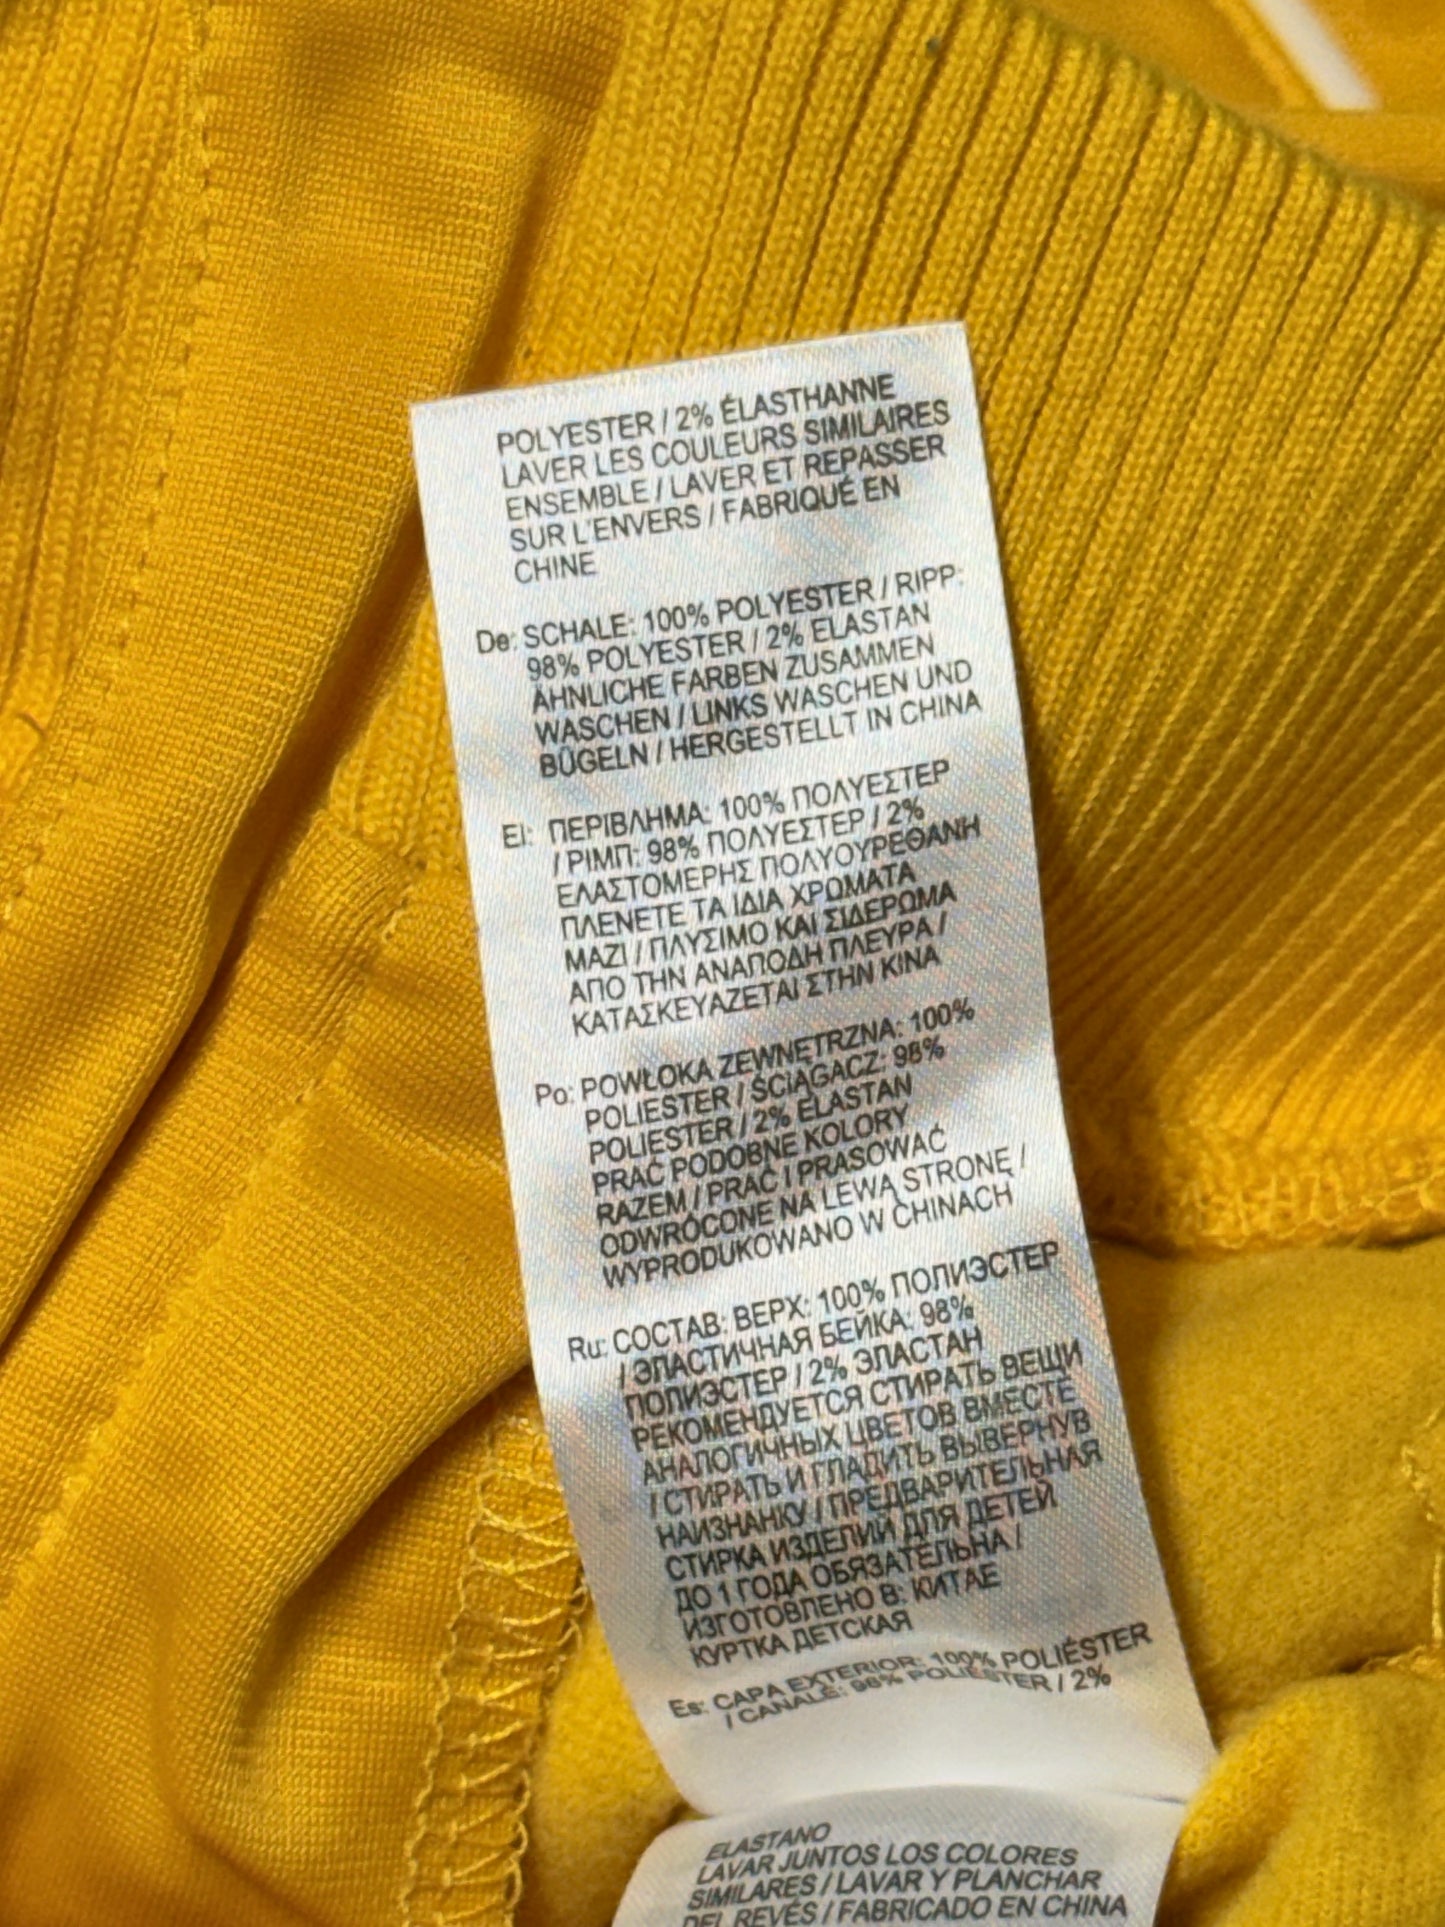 POLYESTER / 2% ÉLASTHANNE
LAVER LES COULEURS SIMILAIRES
ENSEMBLE / LAVER ET REPASSER
SUR L'ENVERS / FABRIQUÉ EN
CHINE
De: SCHALE: 100% POLYESTER / RIPP:
98% POLYESTER / 2% ELASTAN
ÄHNLICHE FARBEN ZUSAMMEN
WASCHEN / LINKS WASCHEN UND
BÜGELN / HERGESTELLT IN CHINA
El: ΠΕΡΙΒΛΗΜΑ: 100% ΠΟΛΥΕΣΤΕΡ
/ ΡΙΜΠ: 98% ΠΟΛΥΕΣΤΕΡ / 2%
ΕΛΑΣΤΟΜΕΡΗΣ ΠΟΛΥΟΥΡΕΘΑΝΗ
ΠΛΕΝΕΤΕ ΤΑ ΙΔΙΑ ΧΡΩΜΑΤΑ
ΜΑΖΙ / ΠΛΥΣΙΜΟ ΚΑΙ ΣΙΔΕΡΩΜΑ
ΑΠΟ ΤΗΝ ΑΝΑΠΟΔΗ ΠΛΕΥΡΑ /
ΚΑΤΑΣΚΕΥΑΖΕΤΑΙ ΣΤΗΝ ΚΙΝΑ
Po: POWŁOKA ZEWNĘTRZNA: 100%
POLIESTER / ŚCIĄGACZ: 98%
POLIESTER / 2% ELASTAN
PRAĆ PODOBNE KOLORY
RAZEM / PRAĆ I PRASOWAĆ
ODWRÓCONE NA LEWĄ STRONĘ /
WYPRODUKOWANO W CHINACH
Ru: СОСТАВ: ВЕРХ: 100% ПОЛИЭСТЕР
/ ЭЛАСТИЧНАЯ БЕЙКА: 98%
ПОЛИЭСТЕР / 2% ЭЛАСТАН
РЕКОМЕНДУЕТСЯ СТИРАТЬ ВЕЩИ
АНАЛОГИЧНЫХ ЦВЕТОВ ВМЕСТЕ
/ СТИРАТЬ И ГЛАДИТЬ ВЫВЕРНУВ
НАИЗНАНКУ / ПРЕДВАРИТЕЛЬНАЯ
СТИРКА ИЗДЕЛИЙ ДЛЯ ДЕТЕЙ
ДО 1 ГОДА ОБЯЗАТЕЛЬНА /
ИЗГОТОВЛЕНО В: КИТАЕ
КУРТКА ДЕТСКАЯ
Es: CAPA EXTERIOR: 100% POLIÉSTER
/ CANALÉ: 98% POLIÉSTER / 2%
ELASTANO
LAVAR JUNTOS LOS COLORES
SIMILARES / LAVAR Y PLANCHAR
DEL REVÉS / FABRICADO EN CHINA